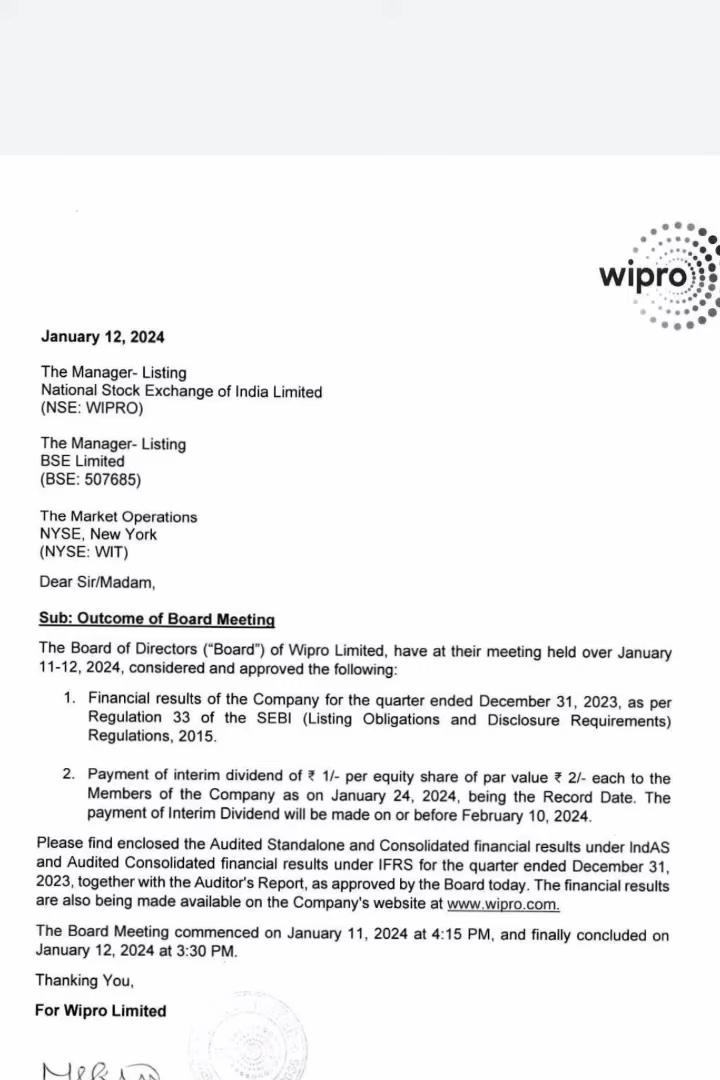 wipro
January 12, 2024
The Manager- Listing
National Stock Exchange of India Limited
(NSE: WIPRO)
The Manager- Listing
BSE Limited
(BSE: 507685)
The Market Operations
NYSE, New York
(NYSE: WIT)
Dear Sir/Madam,
Sub: Outcome of Board Meeting
The Board of Directors (“Board”) of Wipro Limited, have at their meeting held over January
11-12, 2024, considered and approved the following:
1. Financial results of the Company for the quarter ended December 31, 2023, as per
Regulation 33 of the SEBI (Listing Obligations and Disclosure Requirements)
Regulations, 2015.
2. Payment of interim dividend of ₹ 1/- per equity share of par value ₹ 2/- each to the
Members of the Company as on January 24, 2024, being the Record Date. The
payment of Interim Dividend will be made on or before February 10, 2024.
Please find enclosed the Audited Standalone and Consolidated financial results under IndAS
and Audited Consolidated financial results under IFRS for the quarter ended December 31,
2023, together with the Auditor's Report, as approved by the Board today. The financial results
are also being made available on the Company's website at www.wipro.com.
The Board Meeting commenced on January 11, 2024 at 4:15 PM, and finally concluded on
January 12, 2024 at 3:30 PM.
Thanking You,
For Wipro Limited